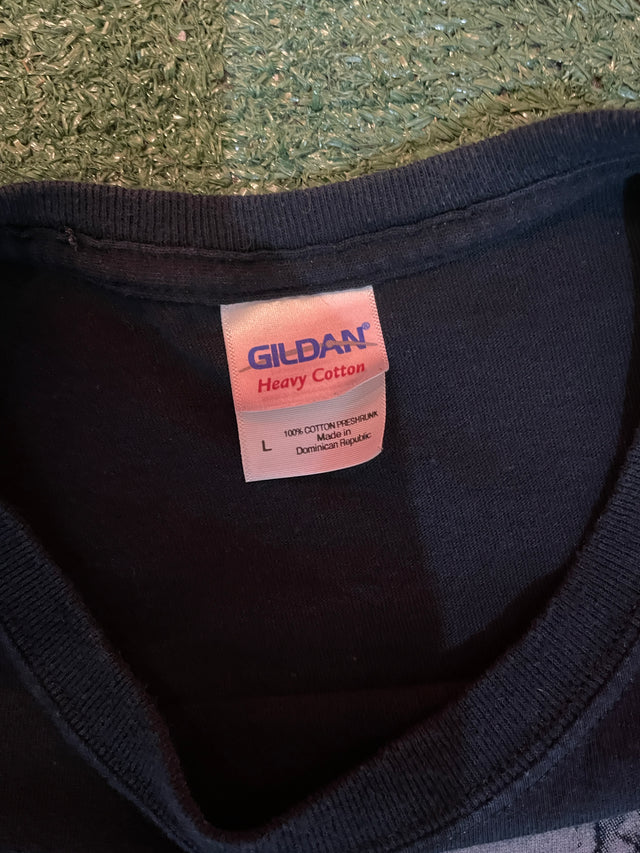 GILDAN®
Heavy Cotton
100% COTTON PRESHRUNK
L
Made in
Dominican Republic